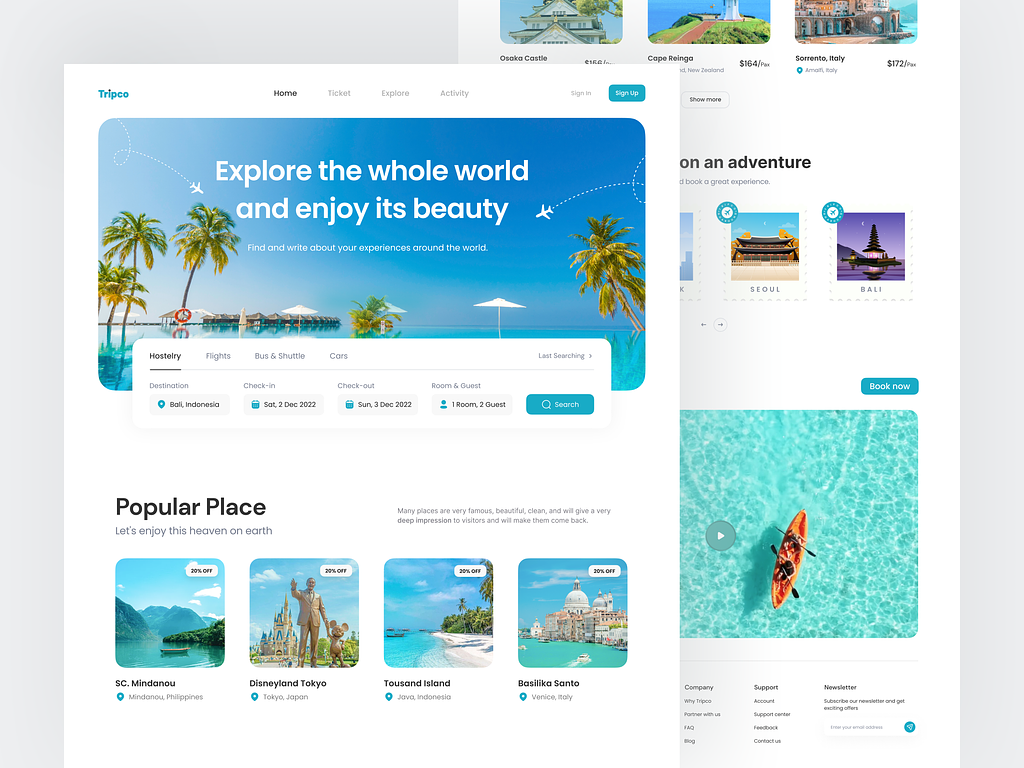 Tripco
Home
Ticket
Explore
Activity
Sign In
Sign Up
Explore the whole world
and enjoy its beauty
Find and write about your experiences around the world.
Hostelry
Flights
Bus & Shuttle
Cars
Last Searching
Destination
Check-in
Check-out
Room & Guest
Bali, Indonesia
Sat, 2 Dec 2022
Sun, 3 Dec 2022
1 Room, 2 Guest
Search
Popular Place
Let's enjoy this heaven on earth
Many places are very famous, beautiful, clean, and will give a very
deep impression to visitors and will make them come back.
20% OFF
20% OFF
20% OFF
20% OFF
SC. Mindanou
Mindanou, Philippines
Disneyland Tokyo
Tokyo, Japan
Tousand Island
Java, Indonesia
Basilika Santo
Venice, Italy
Osaka Castle
Cape Reinga
$164/Pax
New Zealand
Sorrento, Italy
Amalfi, Italy
$172/Pax
Show more
on an adventure
book a great experience.
K
SEOUL
BALI
Book now
Company
Why Tripco
Partner with us
FAQ
Blog
Support
Account
Support center
Feedback
Contact us
Newsletter
Subscribe our newsletter and get
exciting offers
Enter your email address